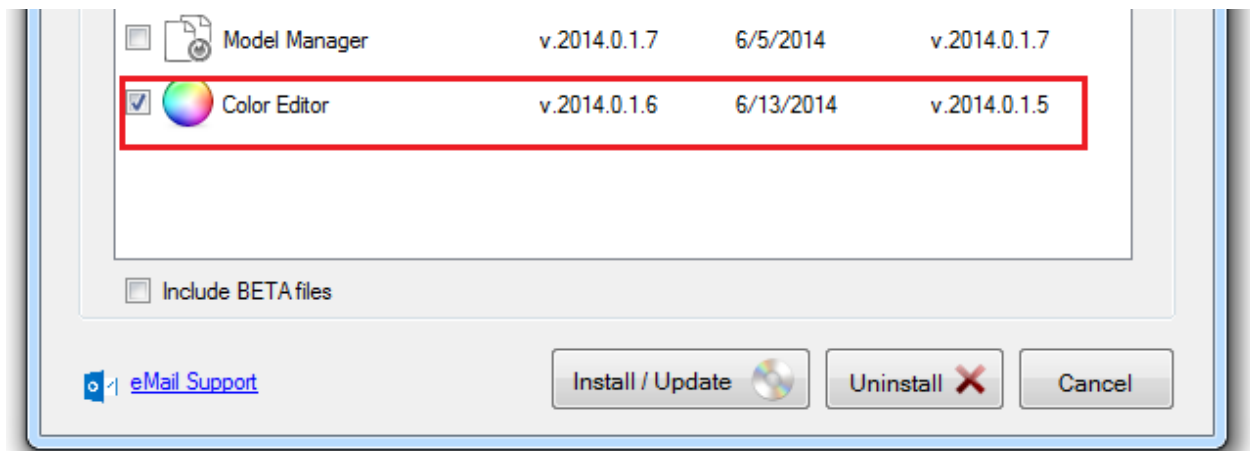 Model Manager v.2014.0.1.7 6/5/2014 v.2014.0.1.7
Color Editor v.2014.0.1.6 6/13/2014 v.2014.0.1.5
Include BETA files
eMail Support Install / Update Uninstall Cancel